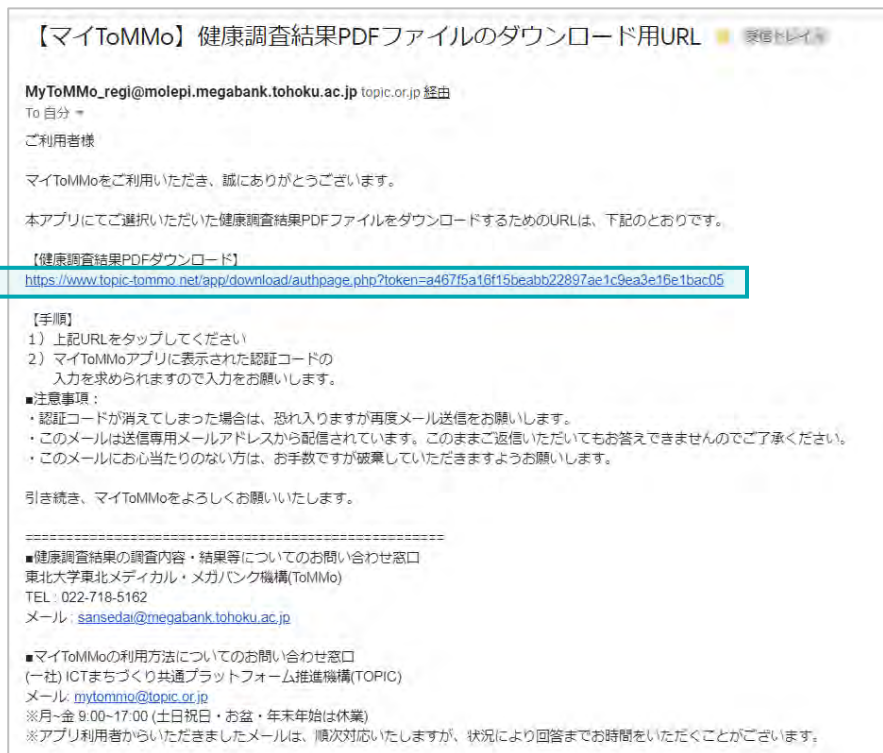 【マイToMMo】健康調査結果PDFファイルのダウンロード用URL 受信トレイ
MyToMMo_regi@molepi.megabank.tohoku.ac.jp topic.or.jp 経由
To 自分
ご利用者様
マイToMMoをご利用いただき、誠にありがとうございます。
本アプリにてご選択いただいた健康調査結果PDFファイルをダウンロードするためのURLは、下記のとおりです。
【健康調査結果PDFダウンロード】
https://www.topic-tommo.net/app/download/authpage.php?token=a467f5a16f15beabb22897ae1c9ea3e16e1bac05
【手順】
1）上記URLをタップしてください
2）マイToMMoアプリに表示された認証コードの
入力を求められますので入力をお願いします。
■注意事項：
・認証コードが消えてしまった場合は、恐れ入りますが再度メール送信をお願いします。
・このメールは送信専用メールアドレスから配信されています。このままご返信いただいてもお答えできませんのでご了承ください。
・このメールにお心当たりのない方は、お手数ですが破棄していただきますようお願いします。
引き続き、マイToMMoをよろしくお願いいたします。
====================================================
■健康調査結果の調査内容・結果等についてのお問い合わせ窓口
東北大学東北メディカル・メガバンク機構(ToMMo)
TEL : 022-718-5162
メール : sansedai@megabank.tohoku.ac.jp
■マイToMMoの利用方法についてのお問い合わせ窓口
(一社) ICTまちづくり共通プラットフォーム推進機構(TOPIC)
メール: mytommo@topic.or.jp
※月~金 9:00~17:00 (土日祝日・お盆・年末年始は休業)
※アプリ利用者からいただきましたメールは、順次対応いたしますが、状況により回答までお時間をいただくことがございます。